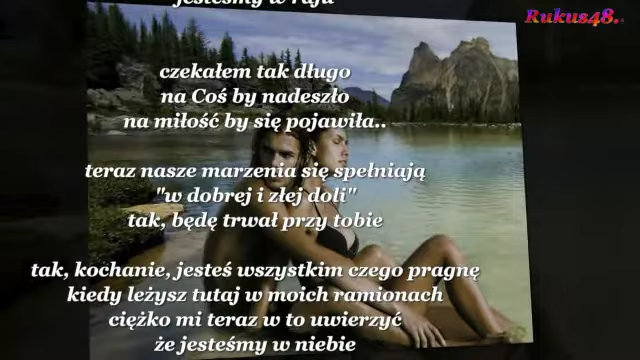 jesteśmy w raju
Rukus48.
czekałem tak długo
na Coś by nadeszło
na miłość by się pojawiła..
teraz nasze marzenia się spełniają
"w dobrej i złej doli"
tak, będę trwał przy tobie
tak, kochanie, jesteś wszystkim czego pragnę
kiedy leżysz tutaj w moich ramionach
ciężko mi teraz w to uwierzyć
że jesteśmy w niebie